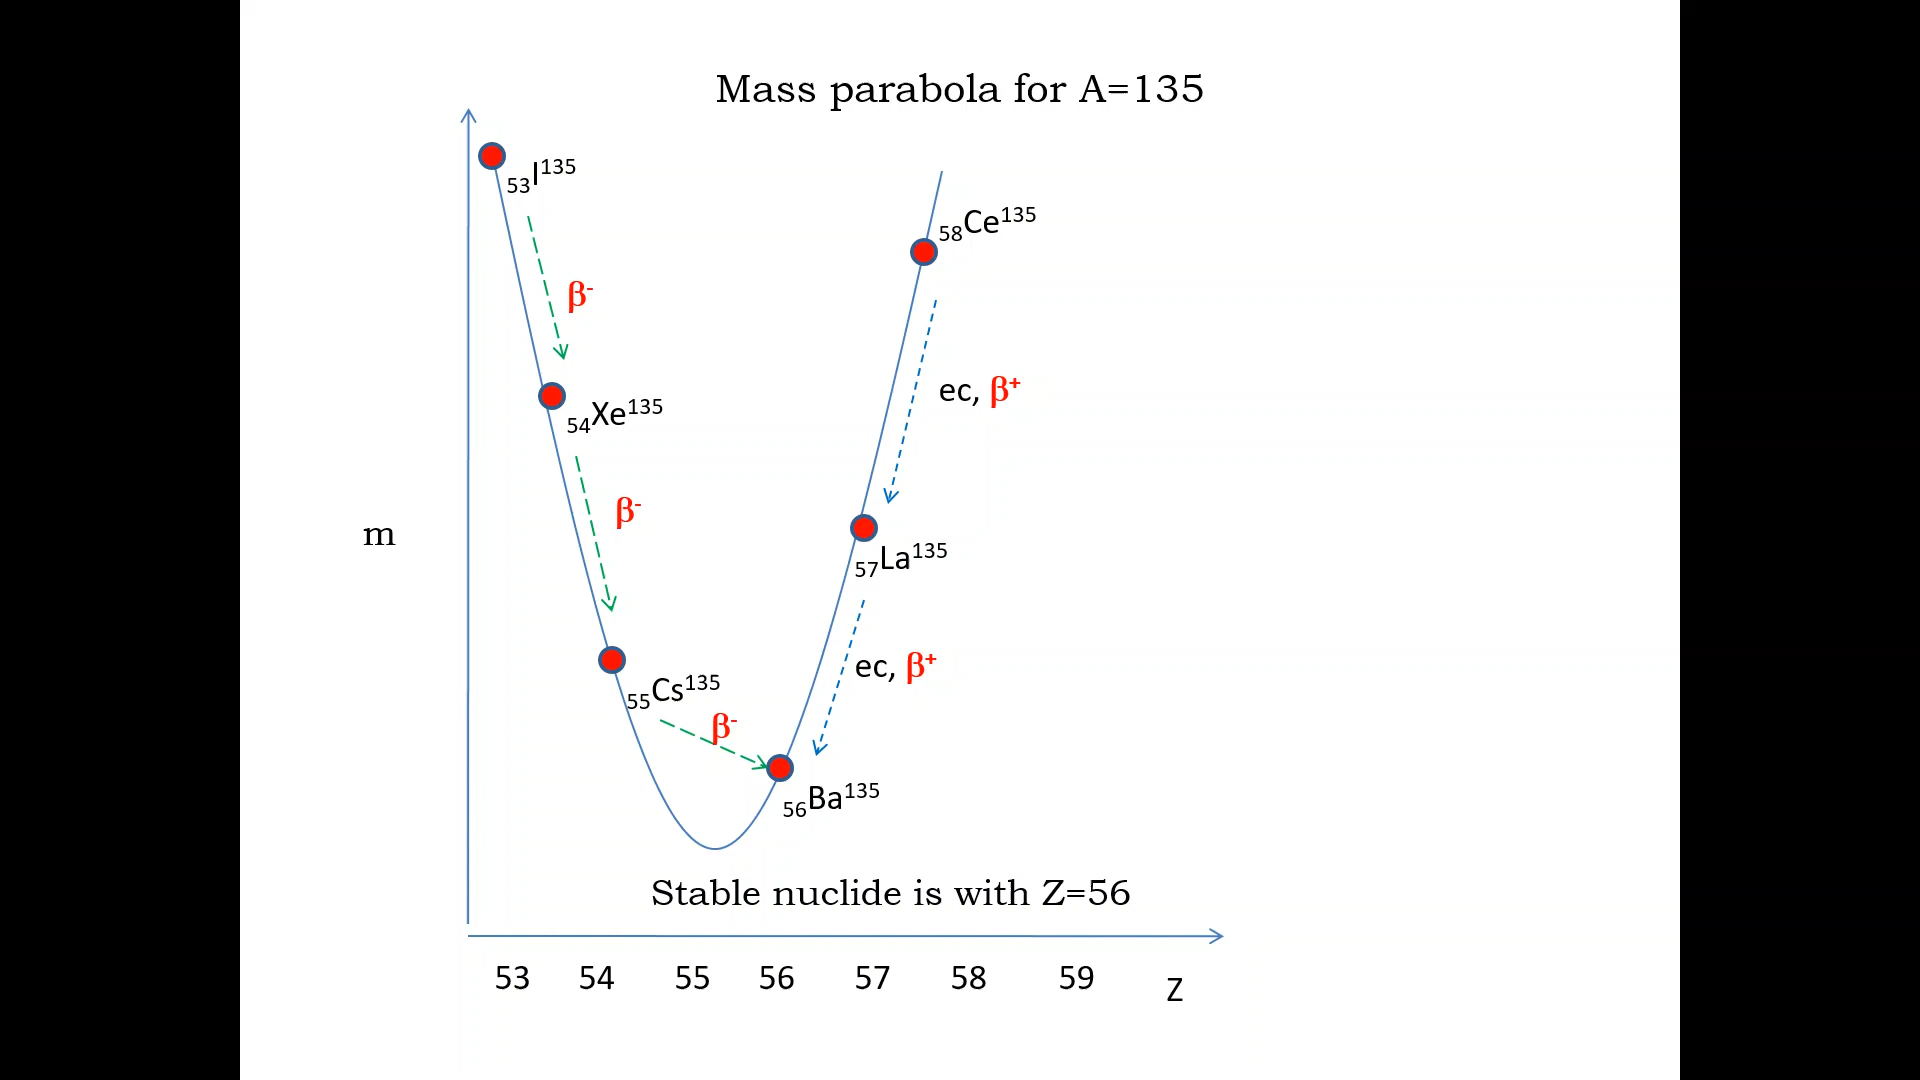 Mass parabola for A=135
₅₃I¹³⁵
₅₈Ce¹³⁵
β⁻
ec, β⁺
₅₄Xe¹³⁵
β⁻
m
₅₇La¹³⁵
ec, β⁺
₅₅Cs¹³⁵
β⁻
₅₆Ba¹³⁵
Stable nuclide is with Z=56
53 54 55 56 57 58 59 Z